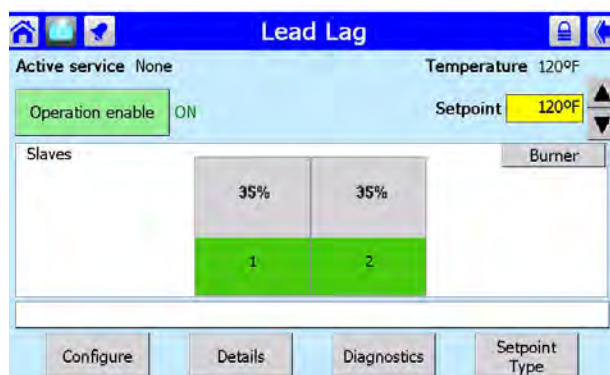 Lead Lag
Active service None
Temperature 120ºF
Operation enable
ON
Setpoint
120ºF
Slaves
Burner
35%
35%
1
2
Configure
Details
Diagnostics
Setpoint
Type